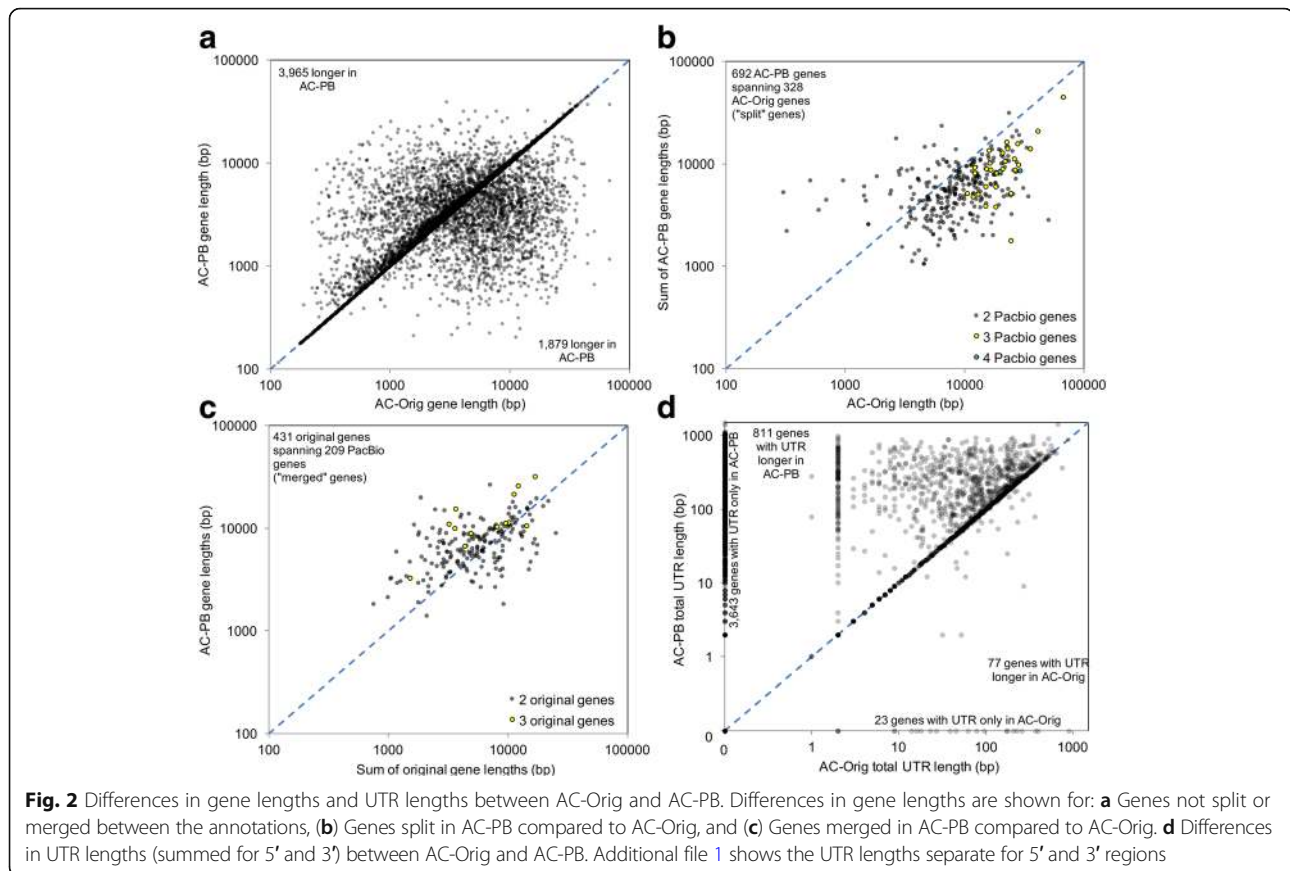 a
100000
3,965 longer in
AC-PB
10000
AC-PB gene length (bp)
1000
1,879 longer in
AC-PB
100
100
1000
10000
100000
AC-Orig gene length (bp)
b
100000
692 AC-PB genes
spanning 328
AC-Orig genes
("split" genes)
10000
Sum of AC-PB gene lengths (bp)
1000
2 Pacbio genes
3 Pacbio genes
4 Pacbio genes
100
100
1000
10000
100000
AC-Orig length (bp)
c
100000
431 original genes
spanning 209 PacBio
genes
("merged" genes)
10000
AC-PB gene lengths (bp)
1000
2 original genes
3 original genes
100
100
1000
10000
100000
Sum of original gene lengths (bp)
d
1000
811 genes
with UTR
longer in
AC-PB
100
3,643 genes with UTR only in AC-PB
AC-PB total UTR length (bp)
10
1
77 genes with UTR
longer in AC-Orig
23 genes with UTR only in AC-Orig
0
0
1
10
100
1000
AC-Orig total UTR length (bp)
Fig. 2 Differences in gene lengths and UTR lengths between AC-Orig and AC-PB. Differences in gene lengths are shown for: a Genes not split or
merged between the annotations, (b) Genes split in AC-PB compared to AC-Orig, and (c) Genes merged in AC-PB compared to AC-Orig. d Differences
in UTR lengths (summed for 5′ and 3′) between AC-Orig and AC-PB. Additional file 1 shows the UTR lengths separate for 5′ and 3′ regions